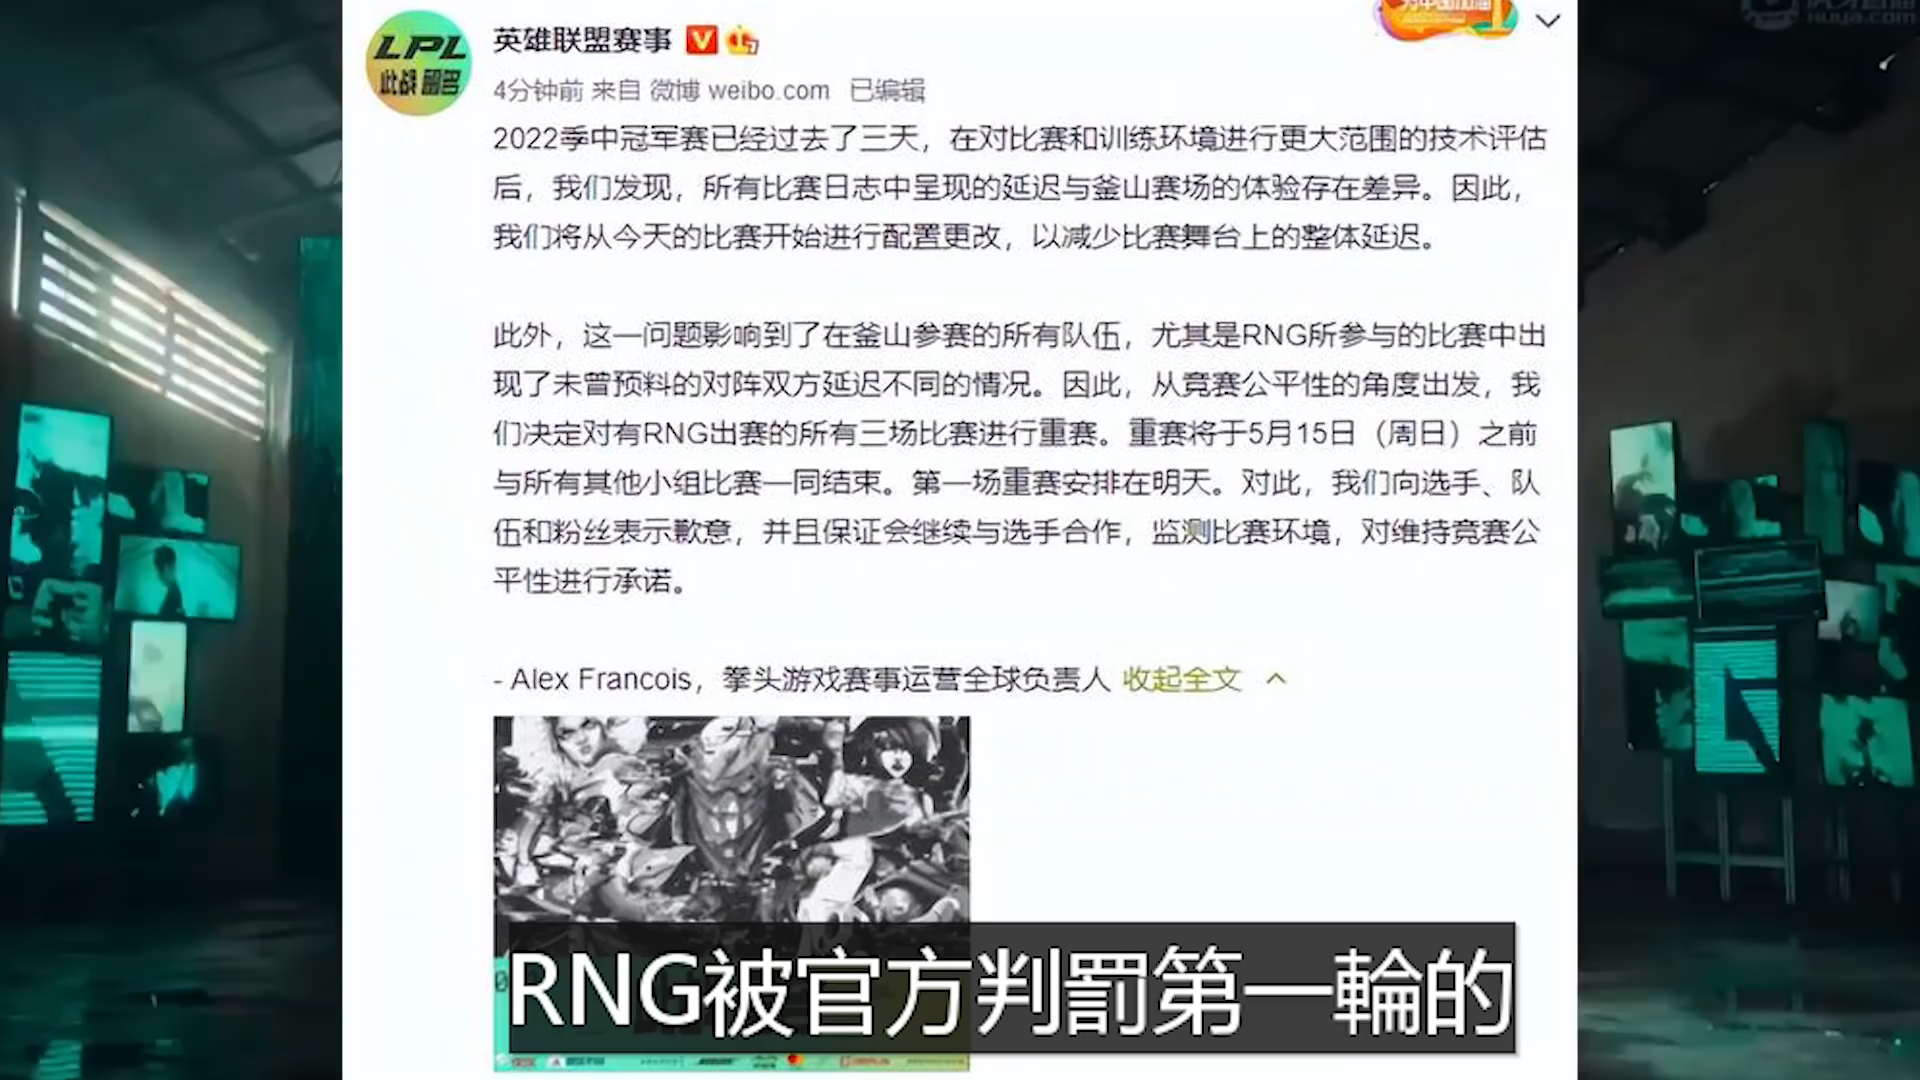 LPL
此战留名
英雄联盟赛事
为中国加油
huya.com
4分钟前 来自 微博 weibo.com 已编辑
2022季中冠军赛已经过去了三天，在对比赛和训练环境进行更大范围的技术评估
后，我们发现，所有比赛日志中呈现的延迟与釜山赛场的体验存在差异。因此，
我们将从今天的比赛开始进行配置更改，以减少比赛舞台上的整体延迟。
此外，这一问题影响到了在釜山参赛的所有队伍，尤其是RNG所参与的比赛中出
现了未曾预料的对阵双方延迟不同的情况。因此，从竞赛公平性的角度出发，我
们决定对有RNG出赛的所有三场比赛进行重赛。重赛将于5月15日（周日）之前
与所有其他小组比赛一同结束。第一场重赛安排在明天。对此，我们向选手、队
伍和粉丝表示歉意，并且保证会继续与选手合作，监测比赛环境，对维持竞赛公
平性进行承诺。
- Alex Francois，拳头游戏赛事运营全球负责人 收起全文
RNG被官方判罰第一輪的